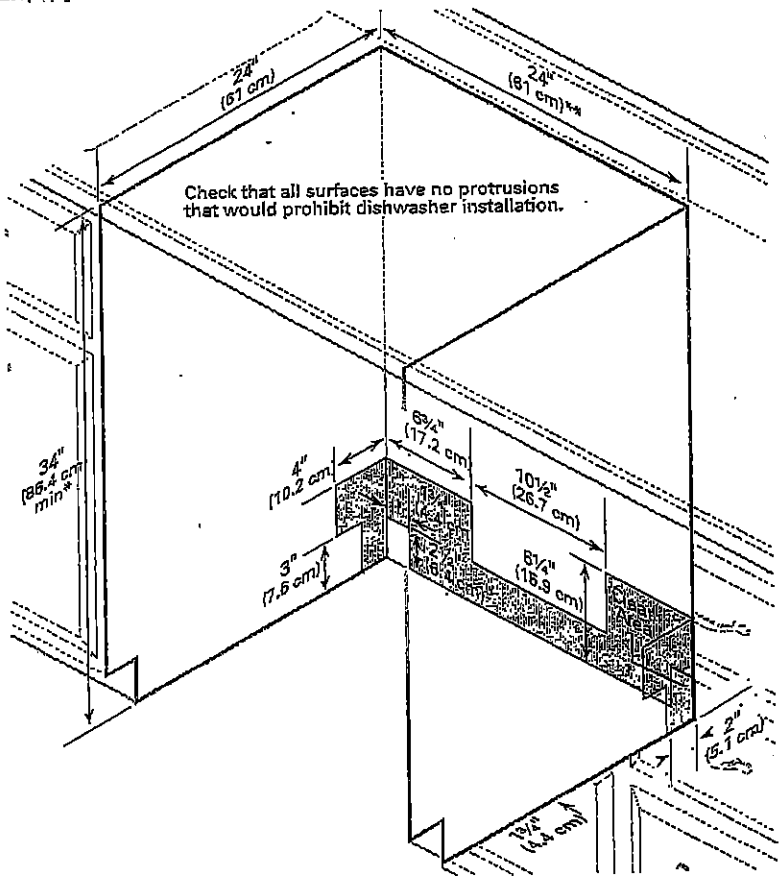 24"
(61 cm)
24"
(61 cm)**
Check that all surfaces have no protrusions
that would prohibit dishwasher installation.
34"
(86.4 cm
min*
4"
(10.2 cm)
6¾"
(17.2 cm)
10½"
(26.7 cm)
3"
(7.6 cm)
6¼"
(15.9 cm)
Clear
Area
2"
(5.1 cm)
1¾"
(4.4 cm)